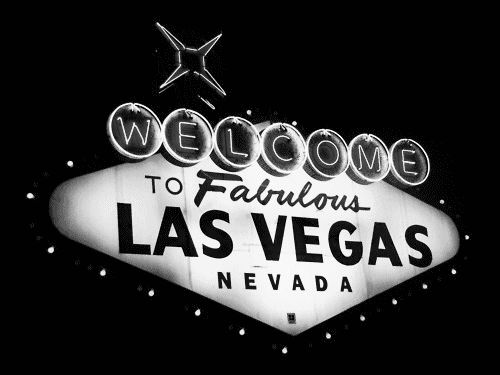 WELCOME
TO Fabulous
LAS VEGAS
NEVADA